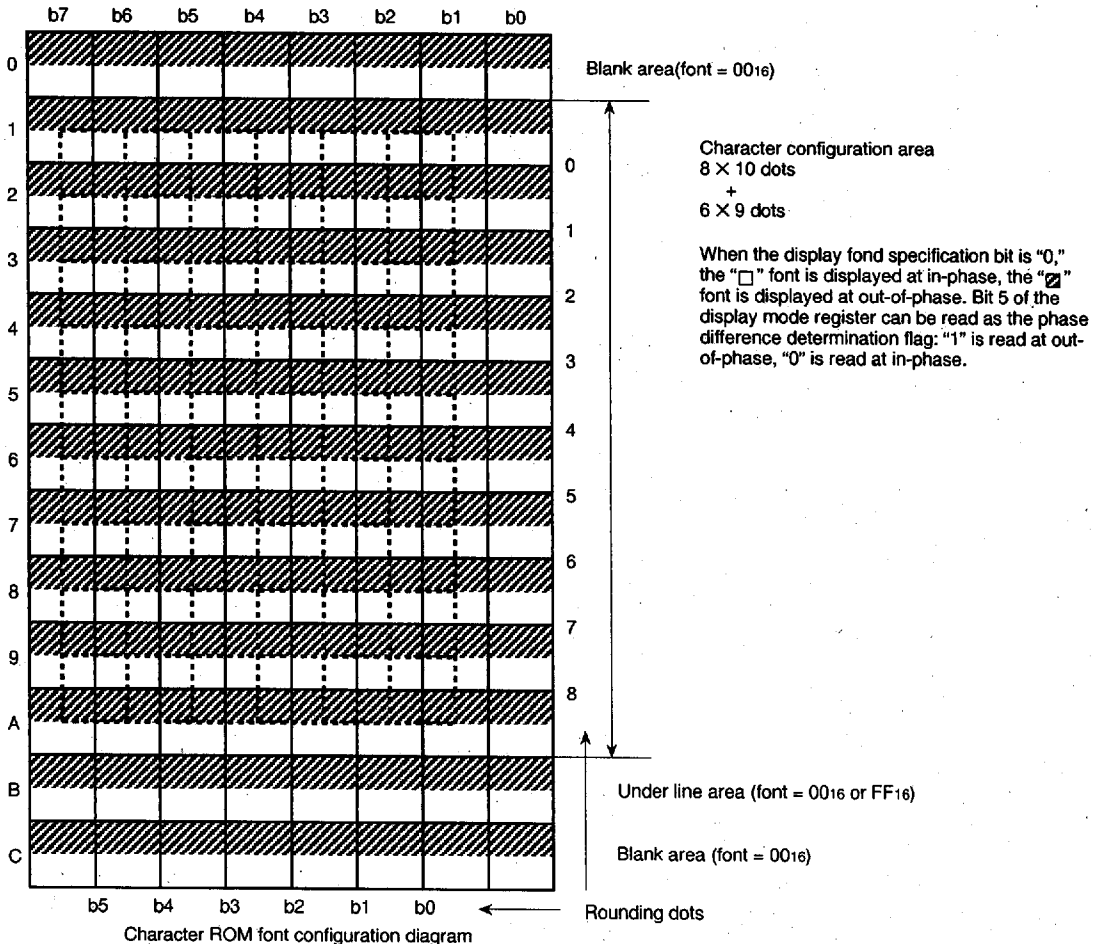 b7 b6 b5 b4 b3 b2 b1 b0
0
Blank area(font = 0016)
1
Character configuration area
8 × 10 dots
+
6 × 9 dots
0
2
1
When the display fond specification bit is “0,”
the “□” font is displayed at in-phase, the “▨”
font is displayed at out-of-phase. Bit 5 of the
display mode register can be read as the phase
difference determination flag: “1” is read at out-
of-phase, “0” is read at in-phase.
3
2
4
3
5
4
6
5
7
6
8
7
9
8
A
B
Under line area (font = 0016 or FF16)
C
Blank area (font = 0016)
b5 b4 b3 b2 b1 b0
Rounding dots
Character ROM font configuration diagram